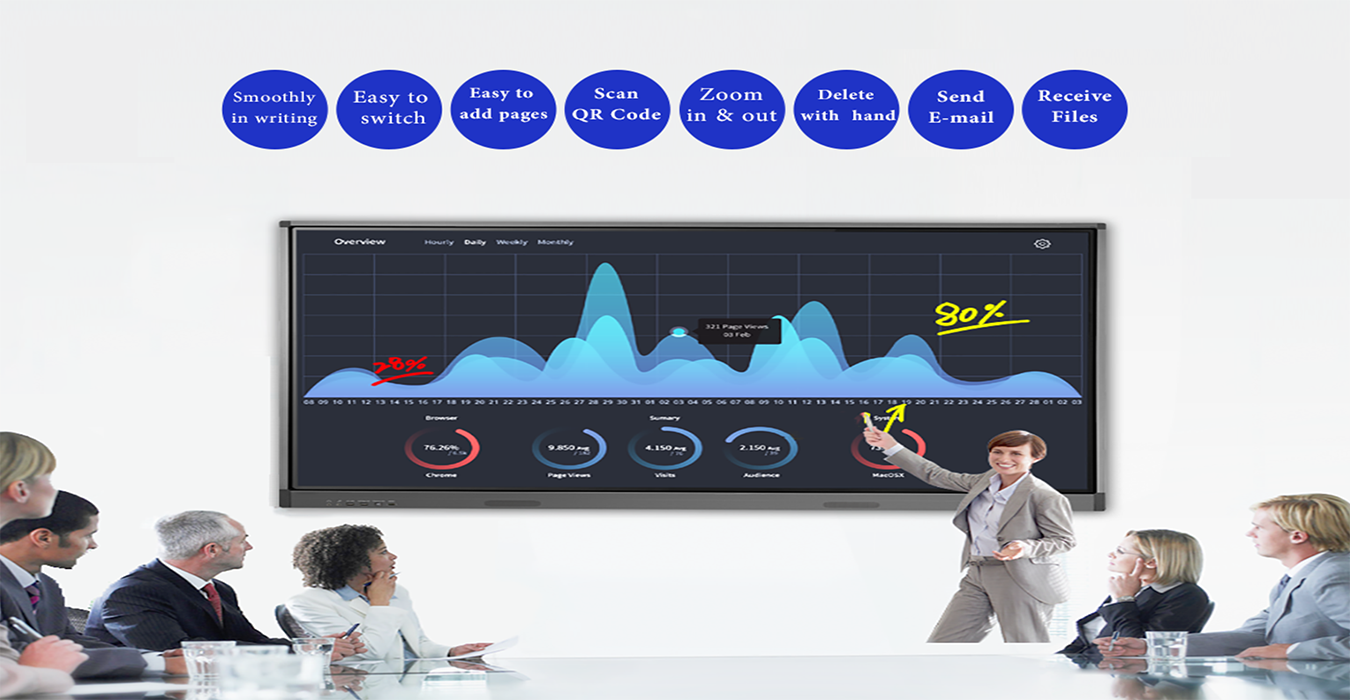 Smoothly
in writing
Easy to
switch
Easy to
add pages
Scan
QR Code
Zoom
in & out
Delete
with hand
Send
E-mail
Receive
Files
Overview Hourly Daily Weekly Monthly
80%
321 Page Views
03 Feb
28%
08 09 10 11 12 13 14 15 16 17 18 19 20 21 22 23 24 25 26 27 28 29 30 31 01 02 03 04 05 06 07 08 09 10 11 12 13 14 15 16 17 18 19 20 21 22 23 24 25 26 27 28 01 02 03
Browser Sumary
76.26% 9.850 Avg 4.150 Avg 2.150 Avg
Chrome Page Views Visits Audience MacOSX